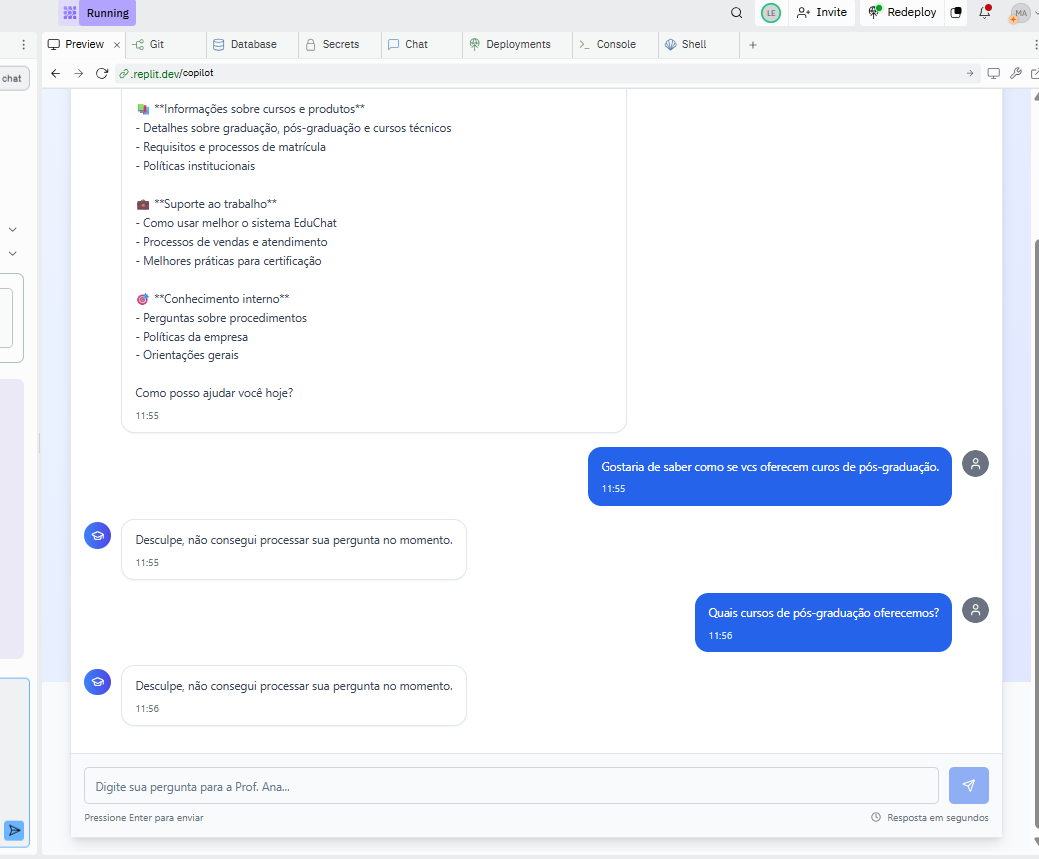 Running
LE
Invite
Redeploy
MA
Preview
Git
Database
Secrets
Chat
Deployments
Console
Shell
chat
.replit.dev/copilot
📚 **Informações sobre cursos e produtos**
- Detalhes sobre graduação, pós-graduação e cursos técnicos
- Requisitos e processos de matrícula
- Políticas institucionais
💼 **Suporte ao trabalho**
- Como usar melhor o sistema EduChat
- Processos de vendas e atendimento
- Melhores práticas para certificação
🎯 **Conhecimento interno**
- Perguntas sobre procedimentos
- Políticas da empresa
- Orientações gerais
Como posso ajudar você hoje?
11:55
Gostaria de saber como se vcs oferecem curos de pós-graduação.
11:55
Desculpe, não consegui processar sua pergunta no momento.
11:55
Quais cursos de pós-graduação oferecemos?
11:56
Desculpe, não consegui processar sua pergunta no momento.
11:56
Digite sua pergunta para a Prof. Ana...
Pressione Enter para enviar
Resposta em segundos